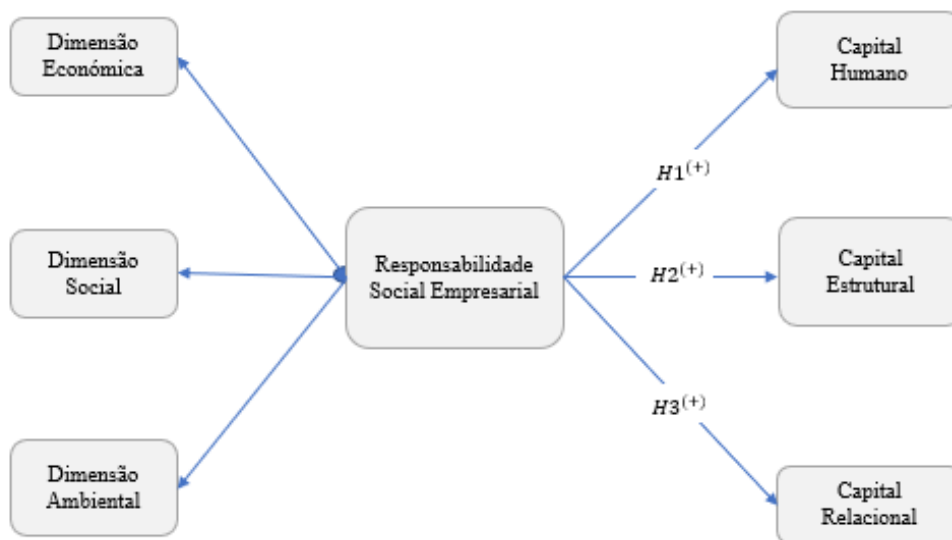 Dimensão
Económica
Dimensão
Social
Dimensão
Ambiental
Responsabilidade
Social Empresarial
H1(+)
H2(+)
H3(+)
Capital
Humano
Capital
Estrutural
Capital
Relacional